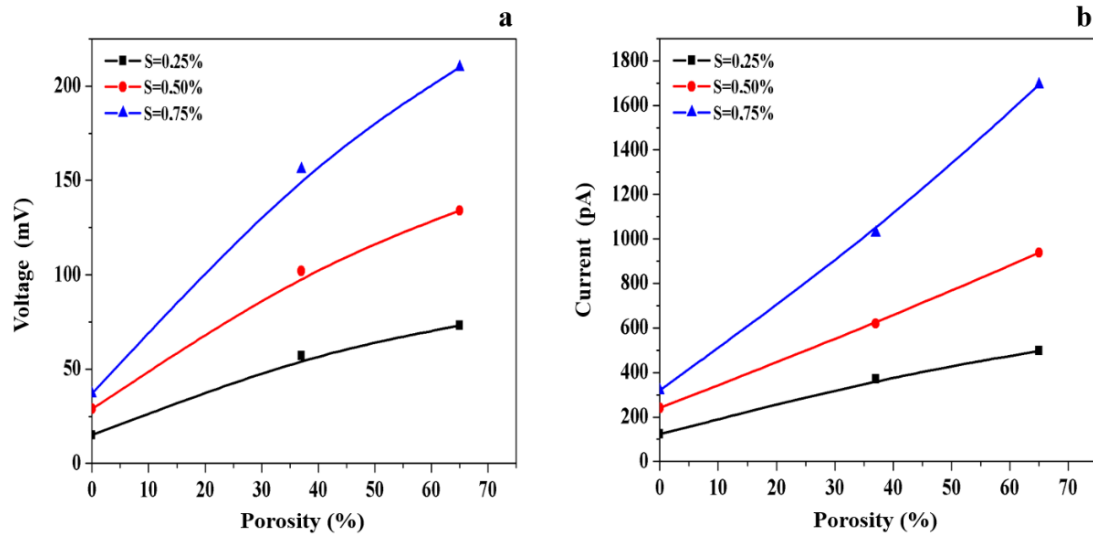 a
S=0.25%
S=0.50%
S=0.75%
200
150
100
50
0
Voltage (mV)
0 10 20 30 40 50 60 70
Porosity (%)
b
S=0.25%
S=0.50%
S=0.75%
1800
1600
1400
1200
1000
800
600
400
200
0
Current (pA)
0 10 20 30 40 50 60 70
Porosity (%)